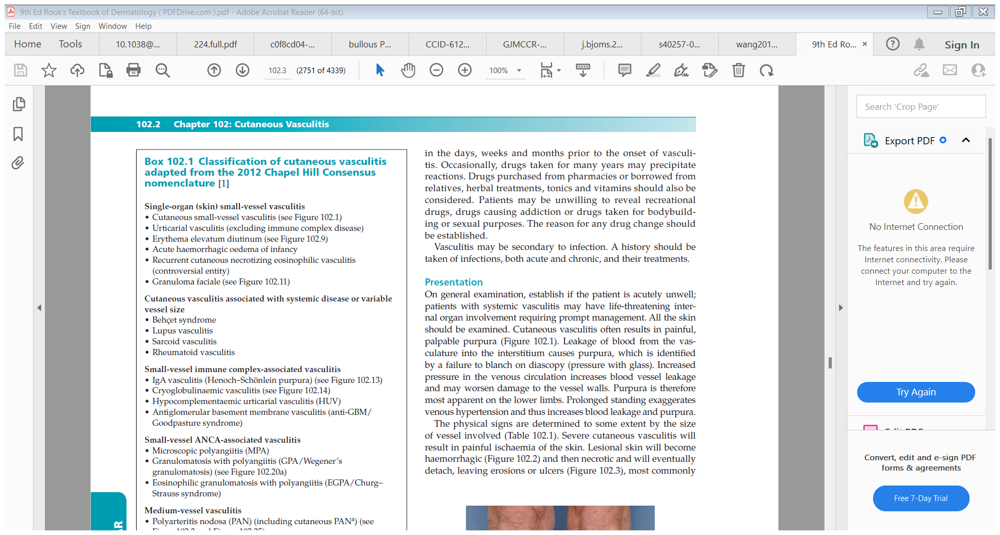 9th Ed Rook's Textbook of Dermatology ( PDFDrive.com ).pdf - Adobe Acrobat Reader (64-bit)
File Edit View Sign Window Help
Home Tools 10.1038@... 224.full.pdf c0f8cd04-... bullous P... CCID-612... GJMCCR-... j.bjoms.2... s40257-0... wang201... 9th Ed Ro... × Sign In
102.3 (2751 of 4339) 100%
102.2 Chapter 102: Cutaneous Vasculitis
Box 102.1 Classification of cutaneous vasculitis
adapted from the 2012 Chapel Hill Consensus
nomenclature [1]
Single-organ (skin) small-vessel vasculitis
• Cutaneous small-vessel vasculitis (see Figure 102.1)
• Urticarial vasculitis (excluding immune complex disease)
• Erythema elevatum diutinum (see Figure 102.9)
• Acute haemorrhagic oedema of infancy
• Recurrent cutaneous necrotizing eosinophilic vasculitis
(controversial entity)
• Granuloma faciale (see Figure 102.11)
Cutaneous vasculitis associated with systemic disease or variable
vessel size
• Behçet syndrome
• Lupus vasculitis
• Sarcoid vasculitis
• Rheumatoid vasculitis
Small-vessel immune complex-associated vasculitis
• IgA vasculitis (Henoch–Schönlein purpura) (see Figure 102.13)
• Cryoglobulinaemic vasculitis (see Figure 102.14)
• Hypocomplementaemic urticarial vasculitis (HUV)
• Antiglomerular basement membrane vasculitis (anti-GBM/
Goodpasture syndrome)
Small-vessel ANCA-associated vasculitis
• Microscopic polyangiitis (MPA)
• Granulomatosis with polyangiitis (GPA/Wegener's
granulomatosis) (see Figure 102.20a)
• Eosinophilic granulomatosis with polyangiitis (EGPA/Churg–
Strauss syndrome)
Medium-vessel vasculitis
• Polyarteritis nodosa (PAN) (including cutaneous PANª) (see
in the days, weeks and months prior to the onset of vasculi-
tis. Occasionally, drugs taken for many years may precipitate
reactions. Drugs purchased from pharmacies or borrowed from
relatives, herbal treatments, tonics and vitamins should also be
considered. Patients may be unwilling to reveal recreational
drugs, drugs causing addiction or drugs taken for bodybuild-
ing or sexual purposes. The reason for any drug change should
be established.
Vasculitis may be secondary to infection. A history should be
taken of infections, both acute and chronic, and their treatments.
Presentation
On general examination, establish if the patient is acutely unwell;
patients with systemic vasculitis may have life-threatening inter-
nal organ involvement requiring prompt management. All the skin
should be examined. Cutaneous vasculitis often results in painful,
palpable purpura (Figure 102.1). Leakage of blood from the vas-
culature into the interstitium causes purpura, which is identified
by a failure to blanch on diascopy (pressure with glass). Increased
pressure in the venous circulation increases blood vessel leakage
and may worsen damage to the vessel walls. Purpura is therefore
most apparent on the lower limbs. Prolonged standing exaggerates
venous hypertension and thus increases blood leakage and purpura.
The physical signs are determined to some extent by the size
of vessel involved (Table 102.1). Severe cutaneous vasculitis will
result in painful ischaemia of the skin. Lesional skin will become
haemorrhagic (Figure 102.2) and then necrotic and will eventually
detach, leaving erosions or ulcers (Figure 102.3), most commonly
Search 'Crop Page'
Export PDF
No Internet Connection
The features in this area require
Internet connectivity. Please
connect your computer to the
Internet and try again.
Try Again
Convert, edit and e-sign PDF
forms & agreements
Free 7-Day Trial